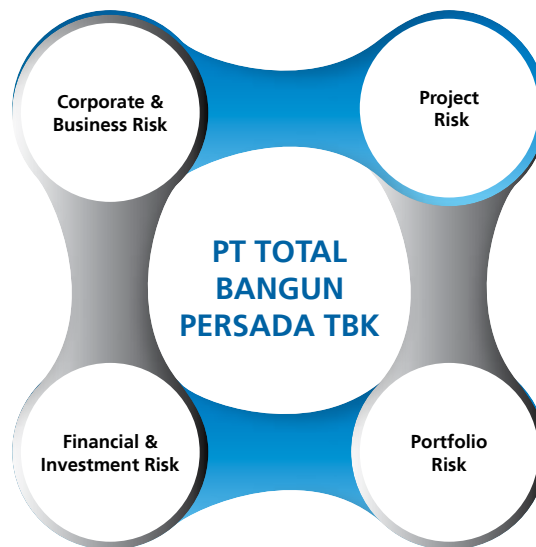 Corporate &
Business Risk
Project
Risk
PT TOTAL
BANGUN
PERSADA TBK
Financial &
Investment Risk
Portfolio
Risk